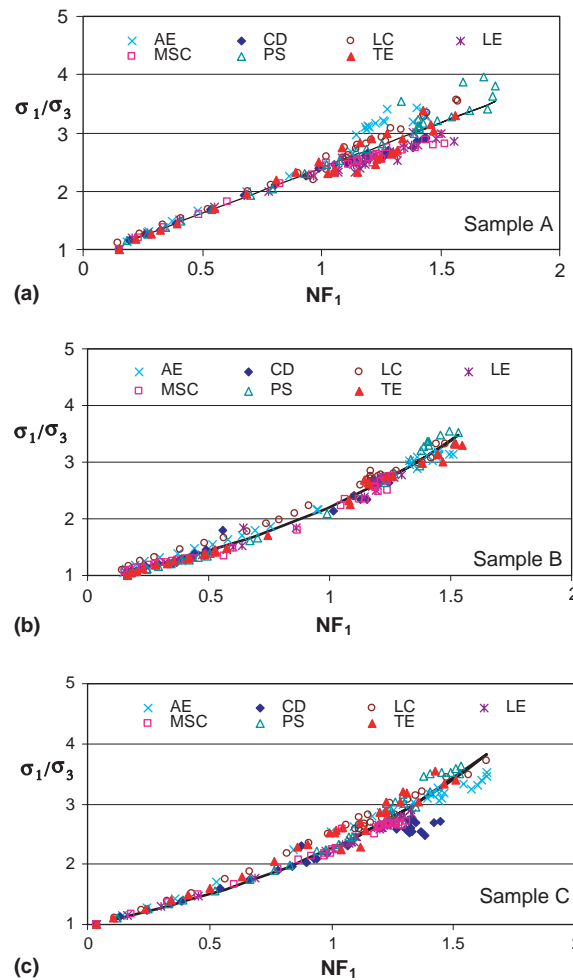 5
AE CD LC LE
MSC PS TE
4
σ1/σ3
3
2
Sample A
1
0 0.5 1 1.5 2
(a) NF1
5
AE CD LC LE
MSC PS TE
4
σ1/σ3
3
2
Sample B
1
0 0.5 1 1.5 2
(b) NF1
5
AE CD LC LE
MSC PS TE
4
σ1/σ3
3
2
Sample C
1
0 0.5 1 1.5 2
(c) NF1